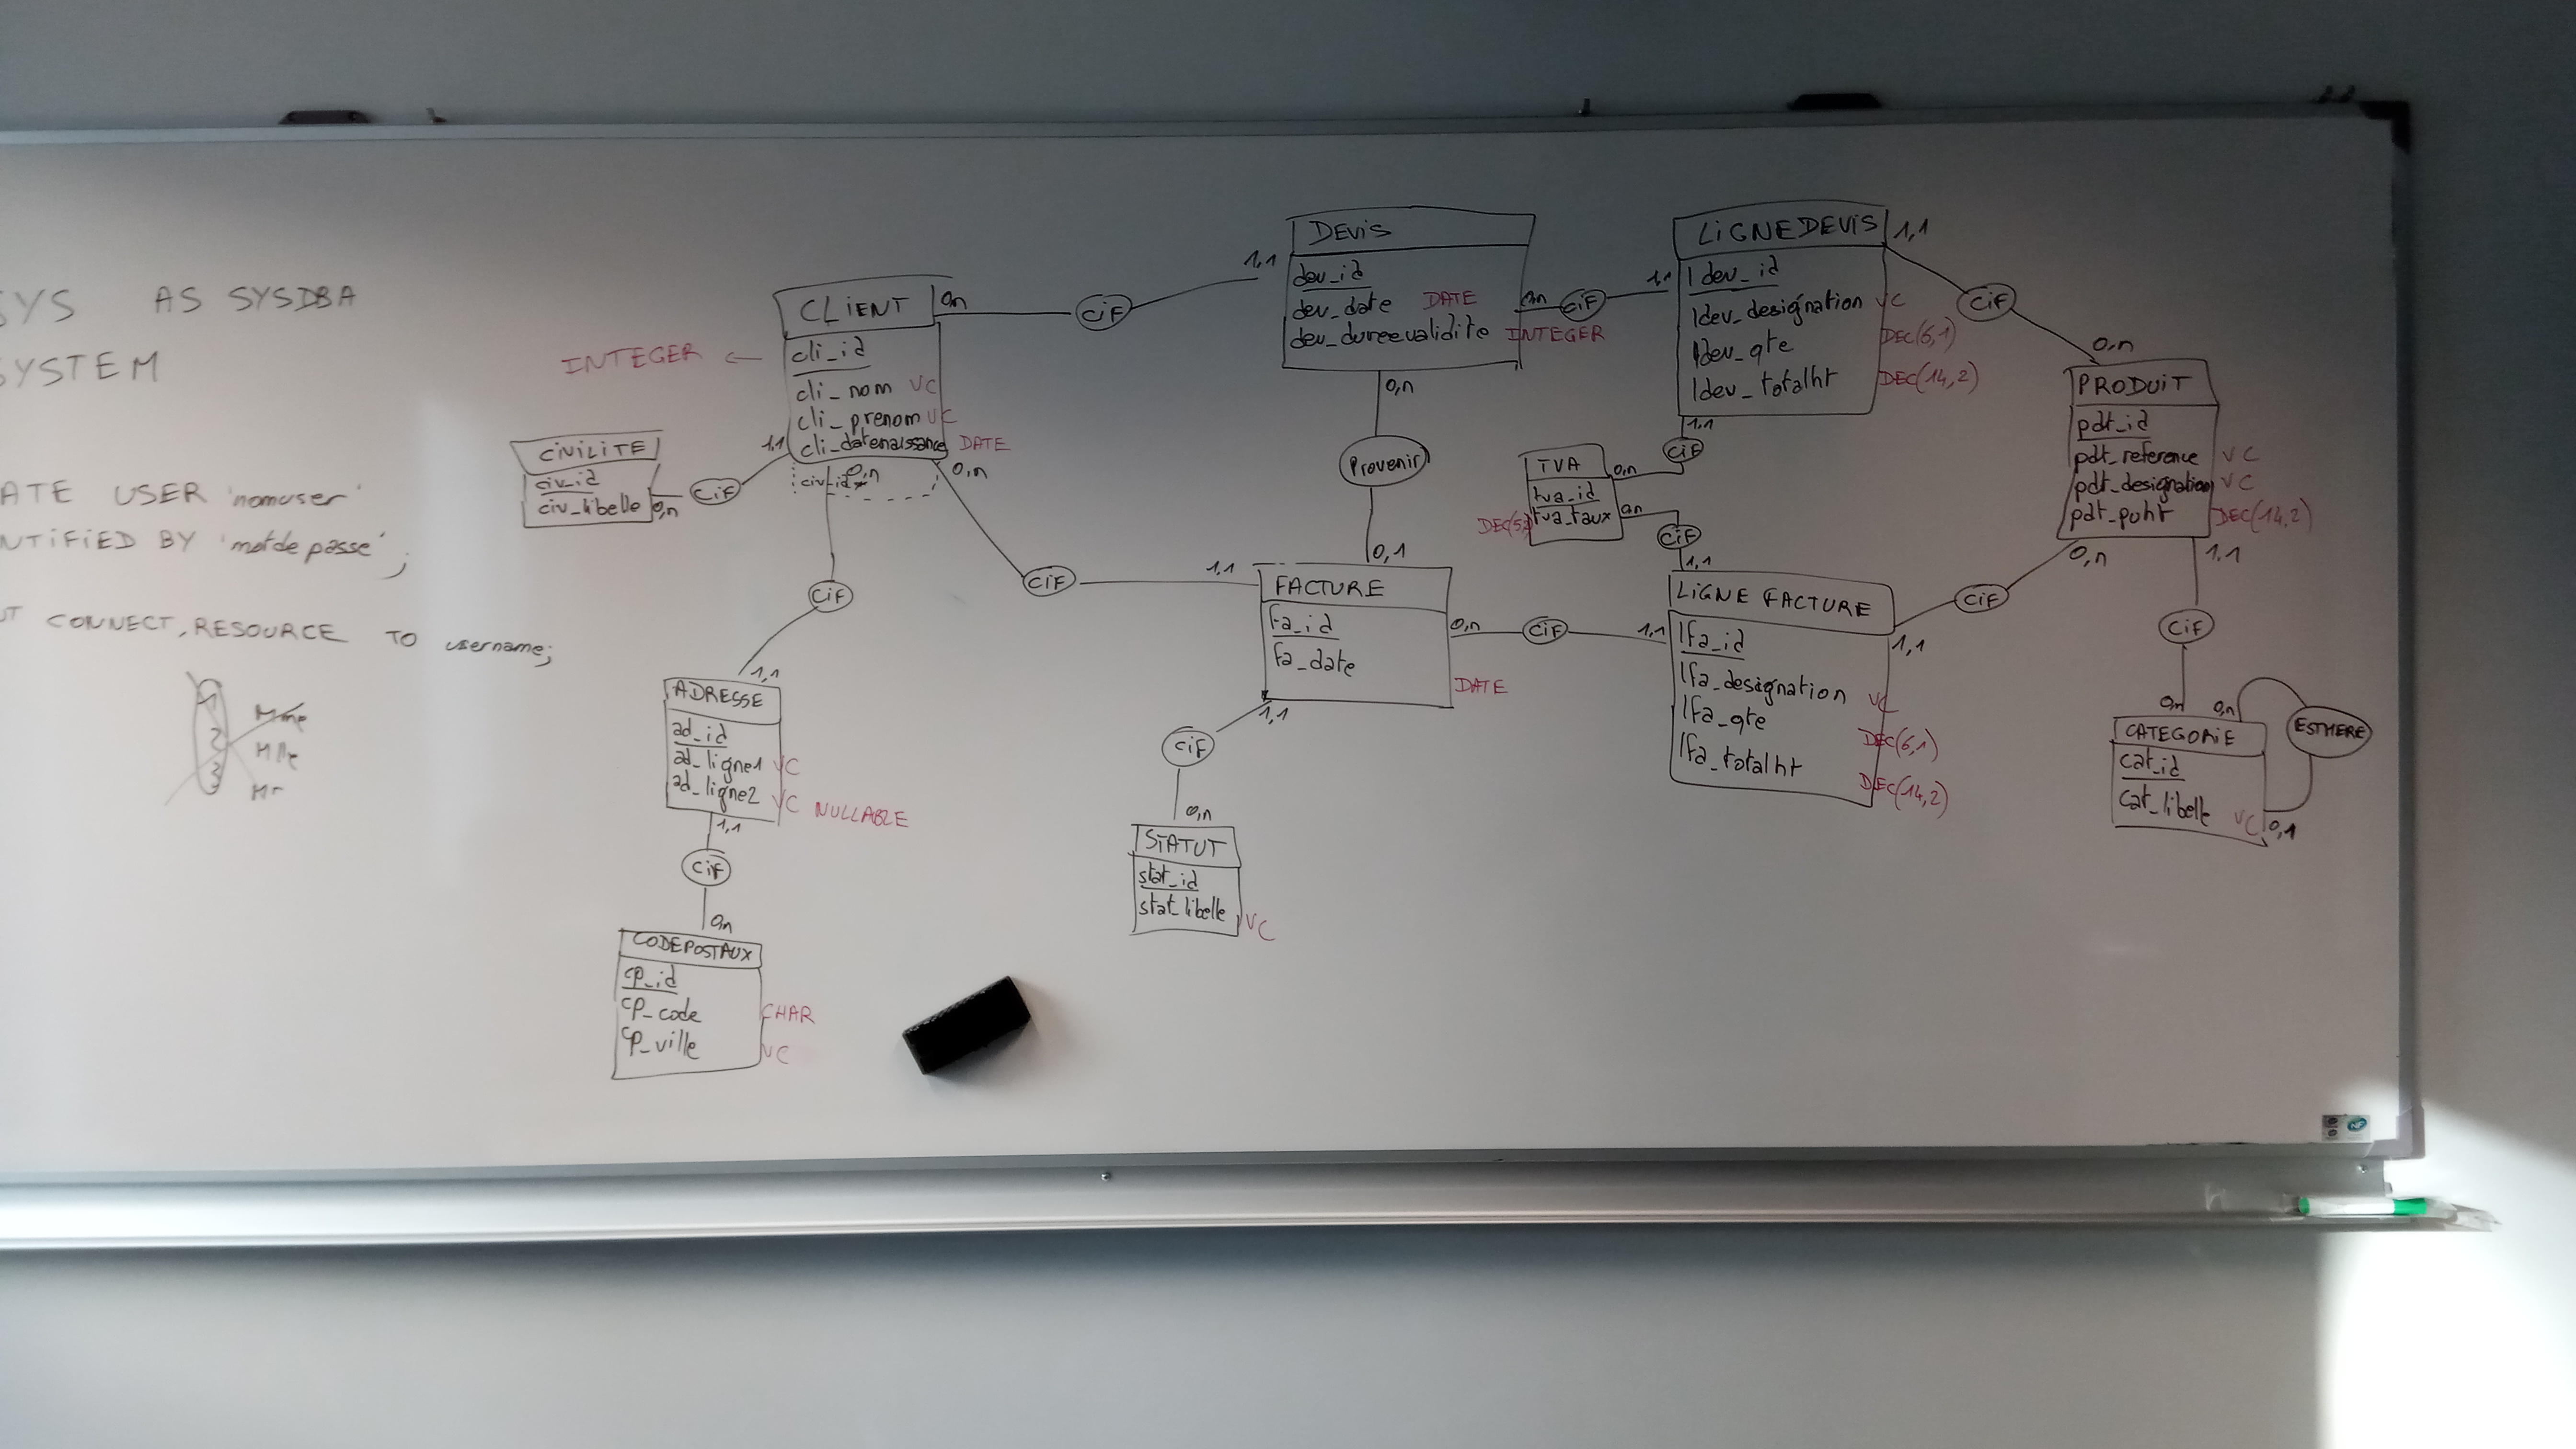 SYS AS SYSDBA
SYSTEM
ATE USER 'nomuser'
NTIFIED BY 'motdepasse';
NT CONNECT, RESOURCE TO username;
1
2
3
Mme
Mlle
Mr
CLIENT
0,n
INTEGER ←
cli_id
cli_nom VC
cli_prenom VC
cli_datenaissance DATE
1,1
civ_id
0,n
0,n
CIVILITE
civ_id
civ_libelle
0,n
CiF
CiF
1,1
ADRESSE
ad_id
ad_ligne1 VC
ad_ligne2 VC NULLABLE
1,1
CiF
0,n
CODEPOSTAUX
cp_id
cp_code CHAR
cp_ville VC
CiF
1,1
DEVIS
dev_id
dev_date DATE
dev_dureevalidite INTEGER
0,n
CiF
1,1
0,n
Provenir
0,1
CiF
1,1
FACTURE
fa_id
fa_date
DATE
0,n
CiF
1,1
1,1
CiF
0,n
STATUT
stat_id
stat_libelle VC
LIGNEDEVIS 1,1
ldev_id
ldev_designation VC
ldev_qte DEC(6,1)
ldev_totalht DEC(14,2)
1,1
CiF
TVA
0,n
tva_id
tva_taux
0,n
CiF
1,1
LIGNE FACTURE
lfa_id
lfa_designation VC
lfa_qte DEC(6,1)
lfa_totalht DEC(14,2)
1,1
CiF
CiF
0,n
PRODUIT
pdt_id
pdt_reference VC
pdt_designation VC
pdt_puht DEC(14,2)
0,n
1,1
CiF
0,n
0,n
CATEGORIE
cat_id
cat_libelle VC
0,1
ESTMERE
NF